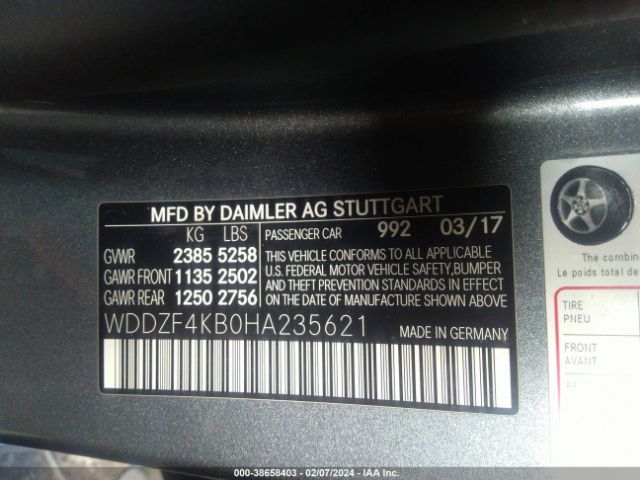 MFD BY DAIMLER AG STUTTGART
KG LBS
GVWR 2385 5258
GAWR FRONT 1135 2502
GAWR REAR 1250 2756
PASSENGER CAR 992 03/17
THIS VEHICLE CONFORMS TO ALL APPLICABLE
U.S. FEDERAL MOTOR VEHICLE SAFETY,BUMPER
AND THEFT PREVENTION STANDARDS IN EFFECT
ON THE DATE OF MANUFACTURE SHOWN ABOVE
WDDZF4KB0HA235621 MADE IN GERMANY
The combin
Le poids total de
TIRE
PNEU
FRONT
AVANT
000-38658403 - 02/07/2024 - IAA Inc.